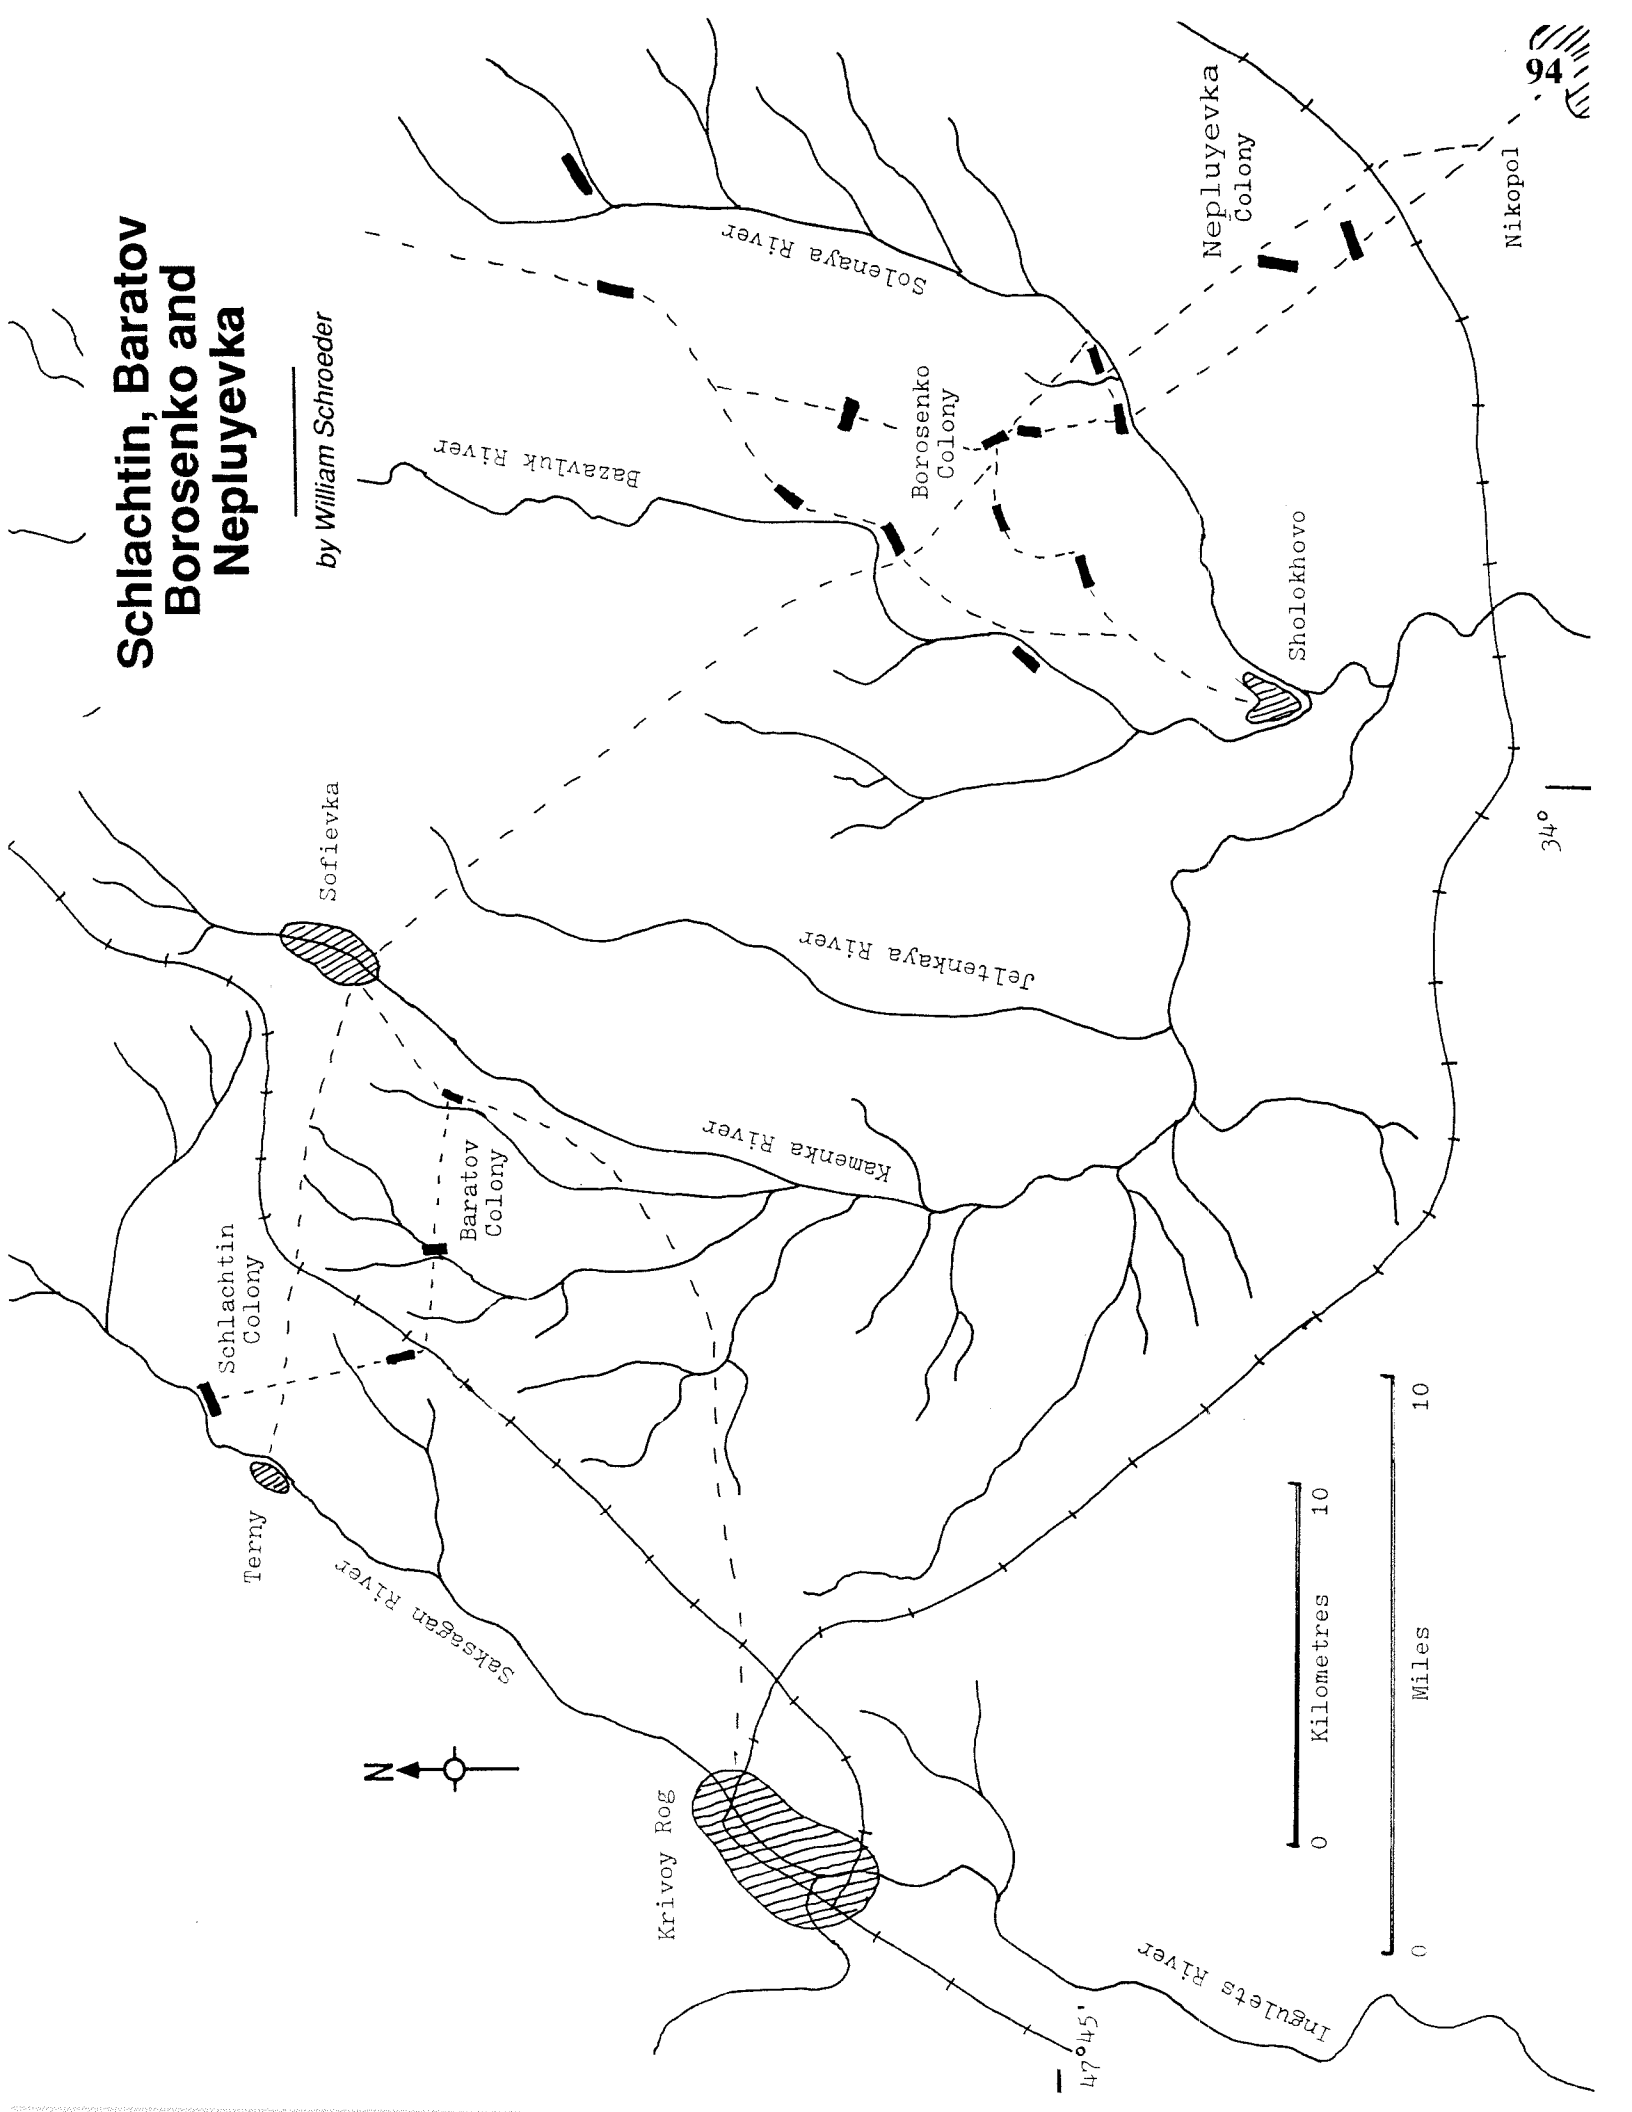 Schlachtin, Baratov
Borosenko and
Nepluyevka
by William Schroeder
94
N
Krivoy Rog
Terny
Saksagan River
Schlachtin
Colony
Baratov
Colony
Sofievka
Kamenka River
Jeltenkaya River
Bazavluk River
Borosenko
Colony
Solenaya River
Nepluyevka
Colony
Nikopol
Sholokhovo
Ingulets River
47°45'
34°
0
Kilometres
10
0
Miles
10